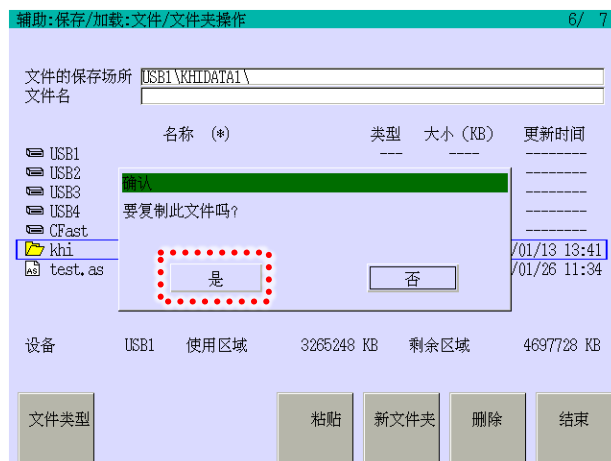 辅助:保存/加载:文件/文件夹操作 6/ 7
文件的保存场所 USB1\KHIDATA1\
文件名
名称 (*) 类型 大小 (KB) 更新时间
USB1 --- ---- --------
USB2 --------
USB3 --------
USB4 --------
CFast --------
khi /01/13 13:41
AS test.as /01/26 11:34
确认
要复制此文件吗?
是 否
设备 USB1 使用区域 3265248 KB 剩余区域 4697728 KB
文件类型 粘贴 新文件夹 删除 结束